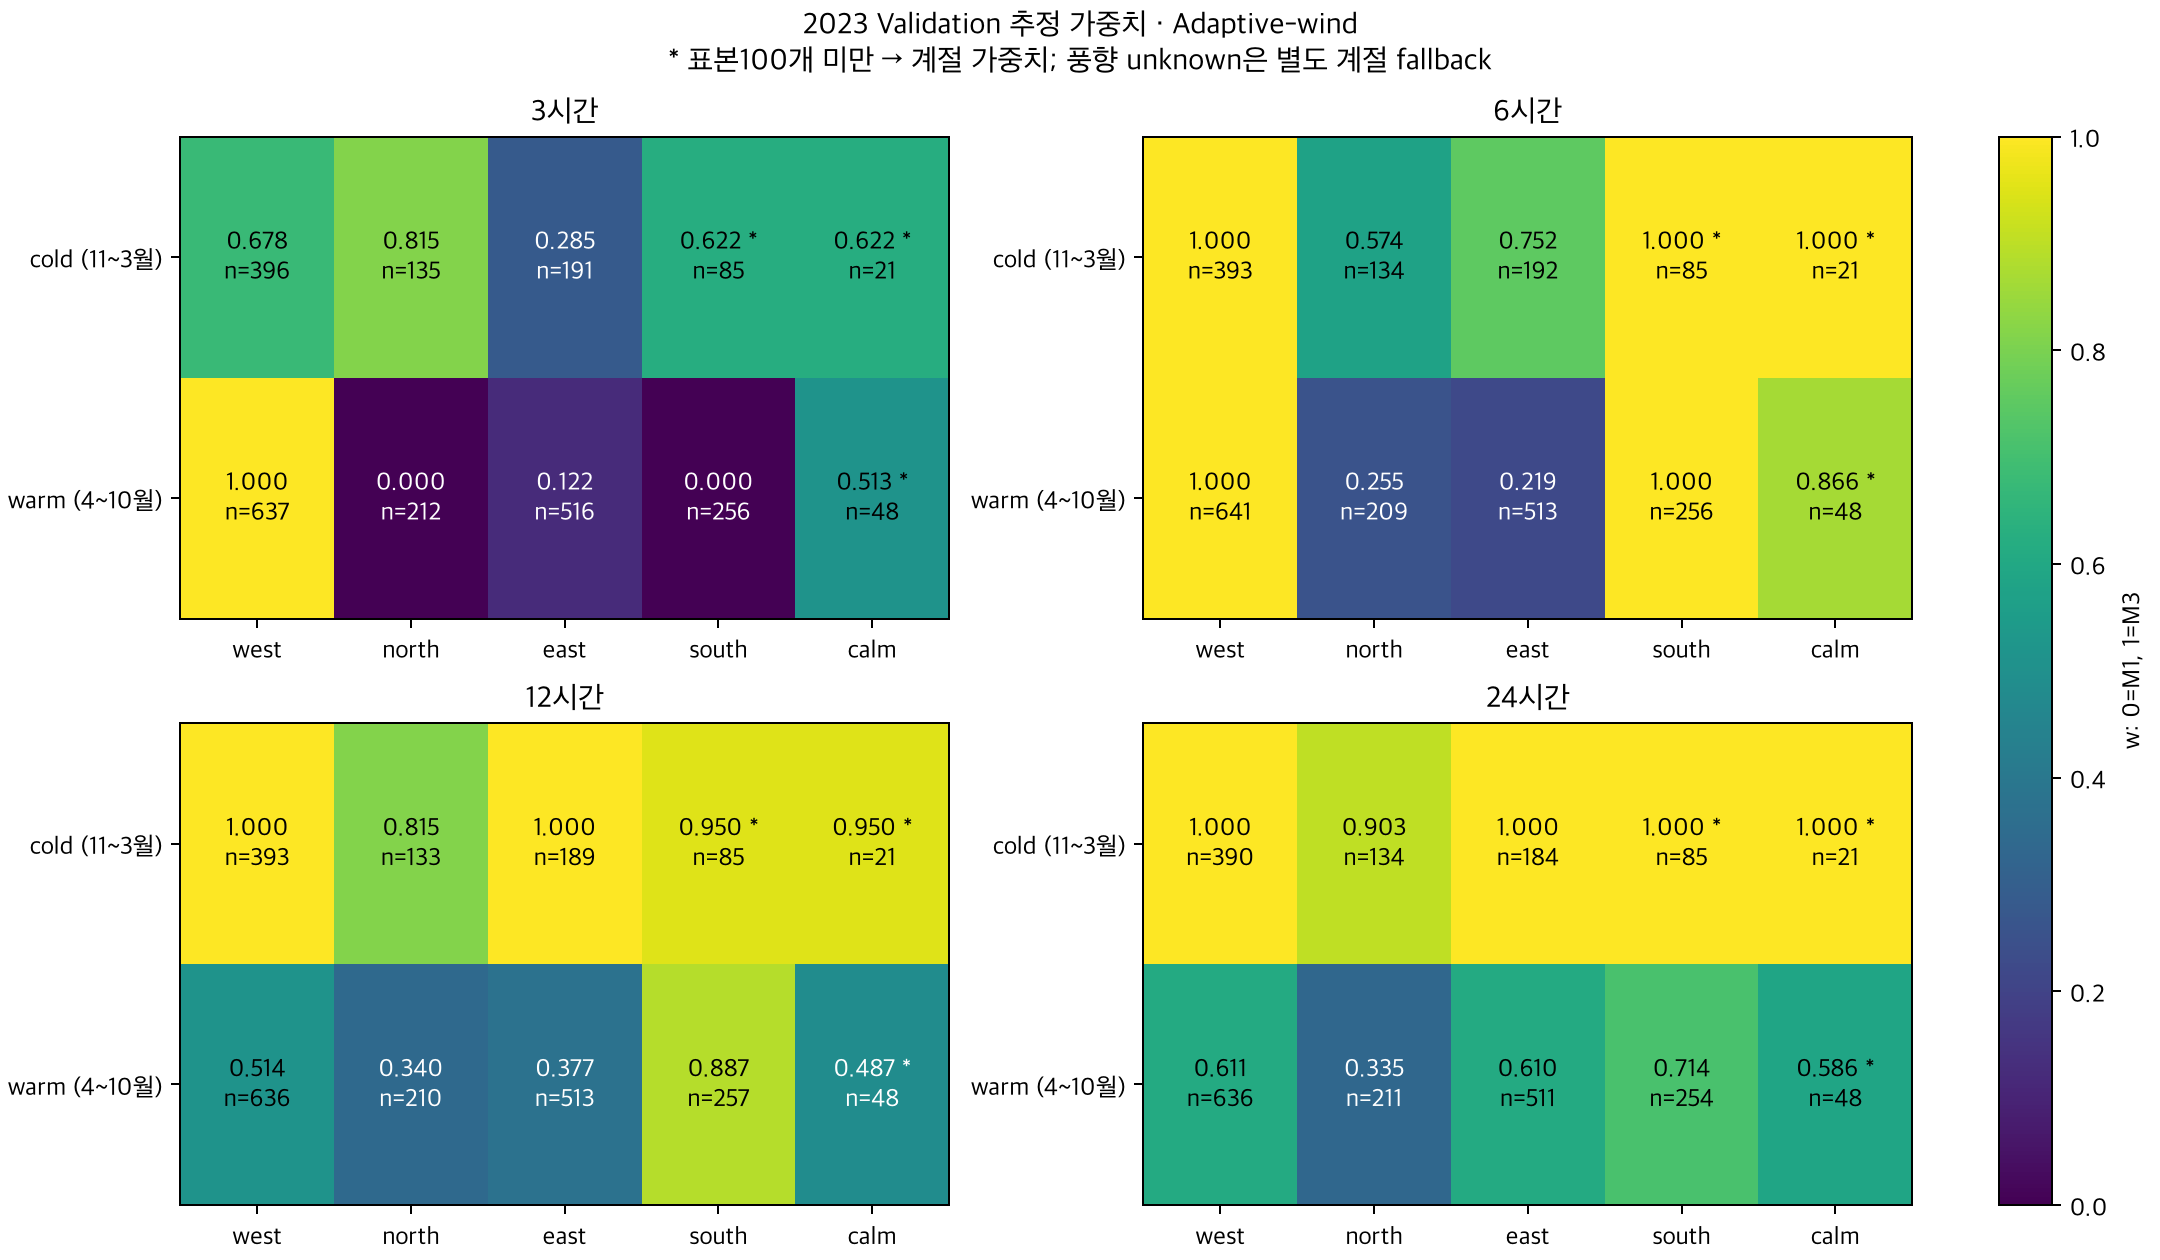 2023 Validation 추정 가중치 · Adaptive-wind
* 표본100개 미만 → 계절 가중치; 풍향 unknown은 별도 계절 fallback
3시간
cold (11~3월)
0.678 0.815 0.285 0.622 * 0.622 *
n=396 n=135 n=191 n=85 n=21
warm (4~10월)
1.000 0.000 0.122 0.000 0.513 *
n=637 n=212 n=516 n=256 n=48
west north east south calm
6시간
cold (11~3월)
1.000 0.574 0.752 1.000 * 1.000 *
n=393 n=134 n=192 n=85 n=21
warm (4~10월)
1.000 0.255 0.219 1.000 0.866 *
n=641 n=209 n=513 n=256 n=48
west north east south calm
12시간
cold (11~3월)
1.000 0.815 1.000 0.950 * 0.950 *
n=393 n=133 n=189 n=85 n=21
warm (4~10월)
0.514 0.340 0.377 0.887 0.487 *
n=636 n=210 n=513 n=257 n=48
west north east south calm
24시간
cold (11~3월)
1.000 0.903 1.000 1.000 * 1.000 *
n=390 n=134 n=184 n=85 n=21
warm (4~10월)
0.611 0.335 0.610 0.714 0.586 *
n=636 n=211 n=511 n=254 n=48
west north east south calm
1.0
0.8
0.6
0.4
0.2
0.0
w: 0=M1, 1=M3